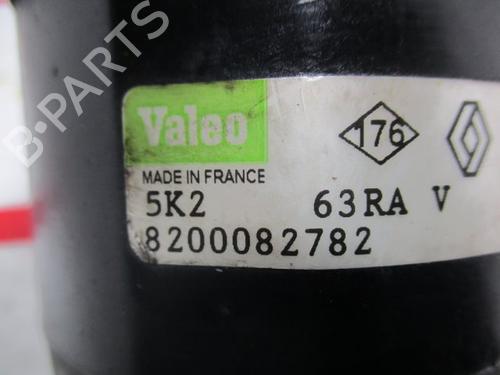 Valeo
176
MADE IN FRANCE
5K2 63RA V
8200082782
B-PARTS